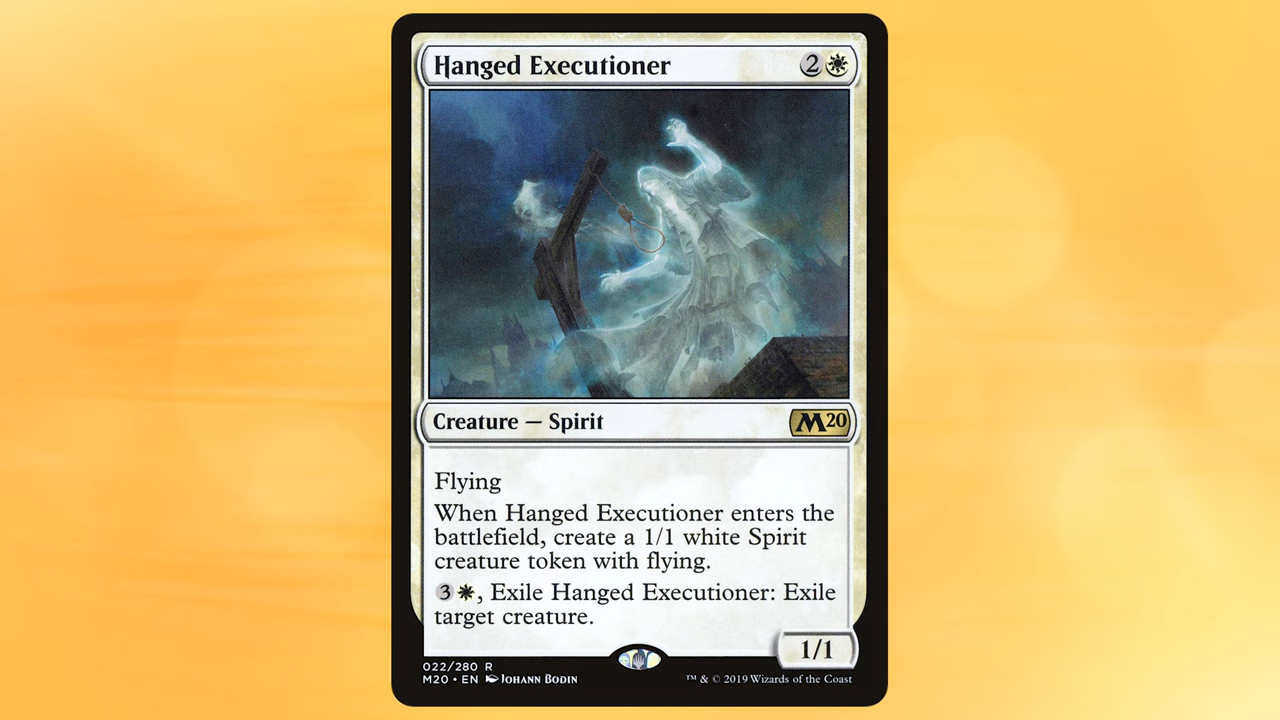 Hanged Executioner 2
Creature — Spirit M20
Flying
When Hanged Executioner enters the
battlefield, create a 1/1 white Spirit
creature token with flying.
3, Exile Hanged Executioner: Exile
target creature.
1/1
022/280 R
M20 • EN Johann Bodin
™ & © 2019 Wizards of the Coast